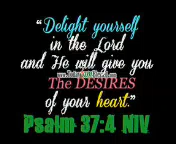 "Delight yourself
in the Lord
and He will give you
The DESIRES
of your heart."
Psalm 37:4 NIV